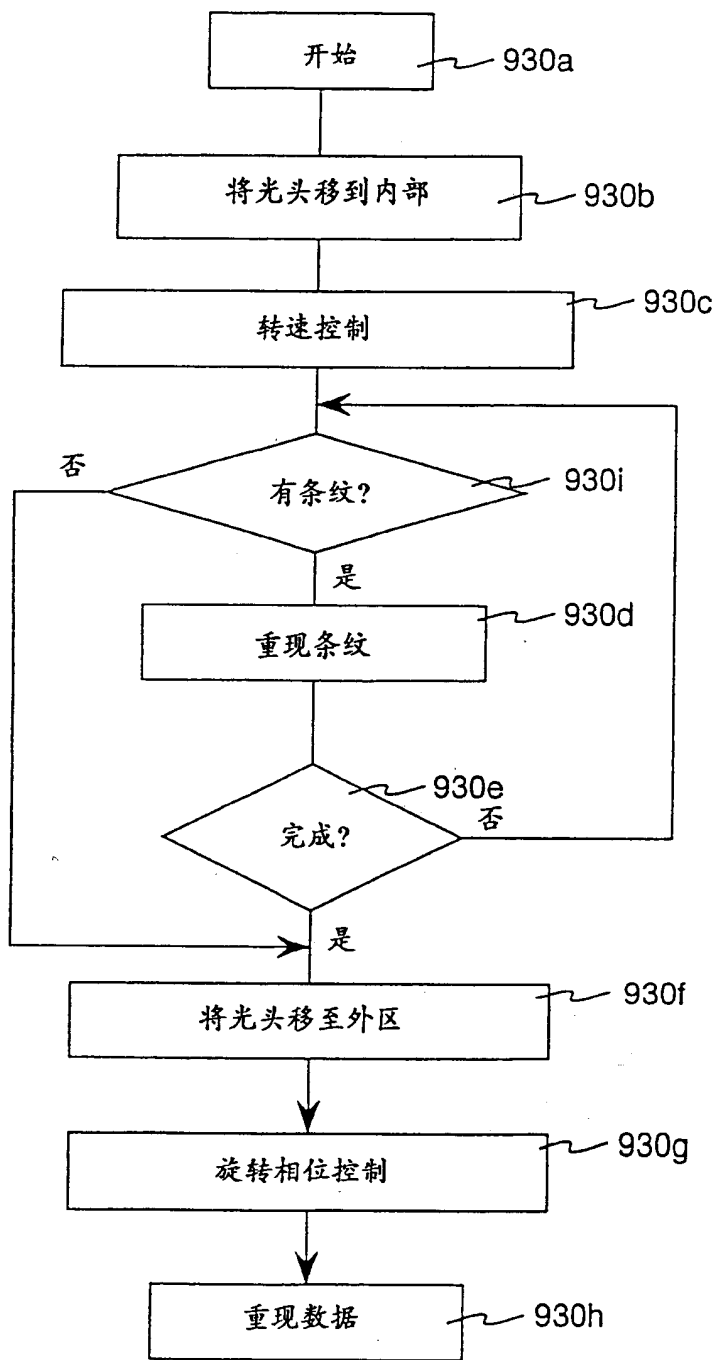 开始
930a
将光头移到内部
930b
转速控制
930c
否
有条纹?
930i
是
重现条纹
930d
930e
完成?
否
是
将光头移至外区
930f
旋转相位控制
930g
重现数据
930h